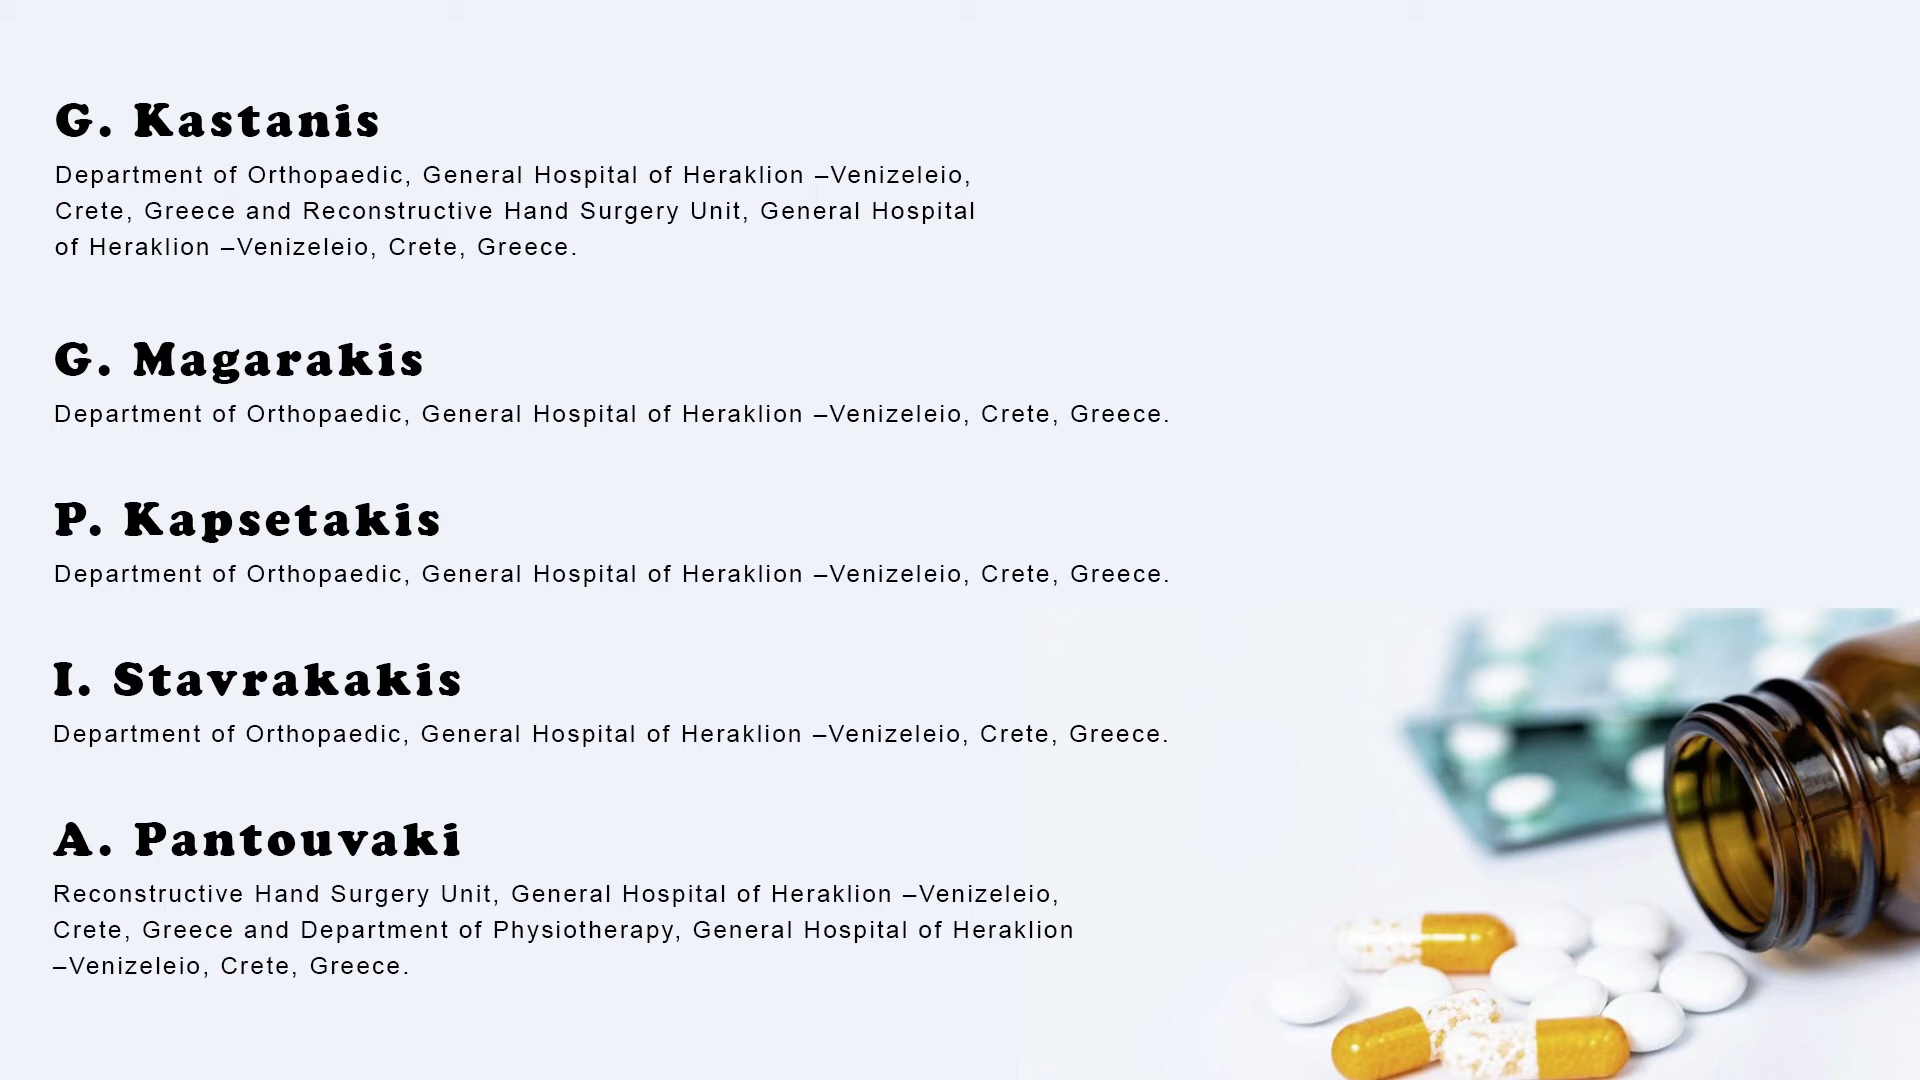 G. Kastanis
Department of Orthopaedic, General Hospital of Heraklion –Venizeleio,
Crete, Greece and Reconstructive Hand Surgery Unit, General Hospital
of Heraklion –Venizeleio, Crete, Greece.
G. Magarakis
Department of Orthopaedic, General Hospital of Heraklion –Venizeleio, Crete, Greece.
P. Kapsetakis
Department of Orthopaedic, General Hospital of Heraklion –Venizeleio, Crete, Greece.
I. Stavrakakis
Department of Orthopaedic, General Hospital of Heraklion –Venizeleio, Crete, Greece.
A. Pantouvaki
Reconstructive Hand Surgery Unit, General Hospital of Heraklion –Venizeleio,
Crete, Greece and Department of Physiotherapy, General Hospital of Heraklion
–Venizeleio, Crete, Greece.